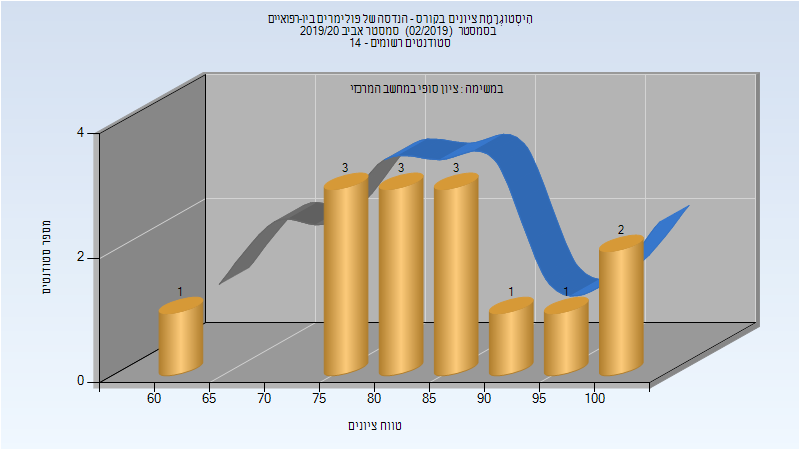 הִיסְטוֹגְרַמַת ציונים בקורס - הנדסה של פולימרים ביו-רפואיים
בסמסטר (02/2019) סמסטר אביב 2019/20
סטודנטים רשומים - 14
במשימה : ציון סופי במחשב המרכזי
מספר סטודנטים
4
2
0
1
3
3
3
1
1
2
60 65 70 75 80 85 90 95 100
טווח ציונים